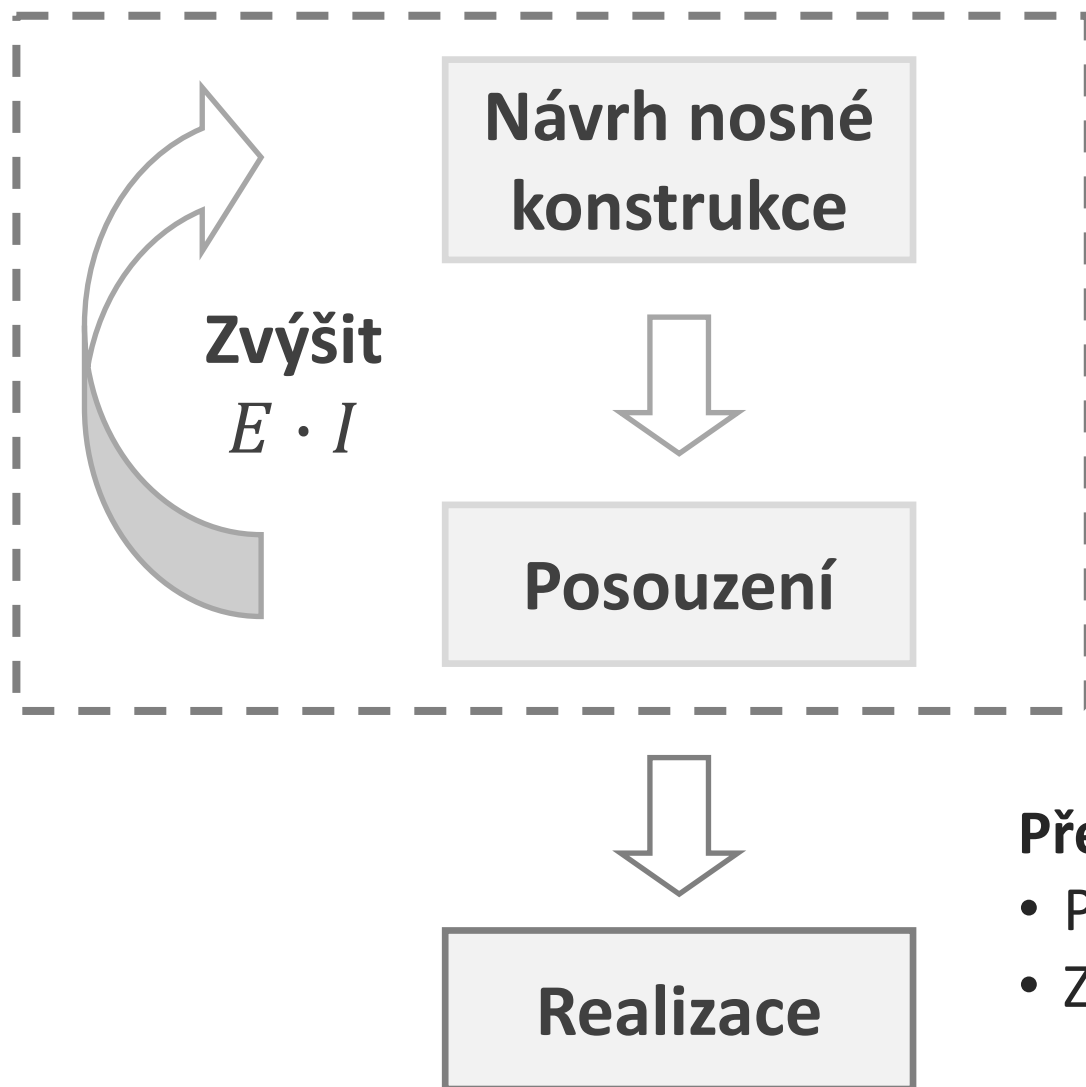 Návrh nosné
konstrukce
Zvýšit
E · I
Posouzení
Realizace